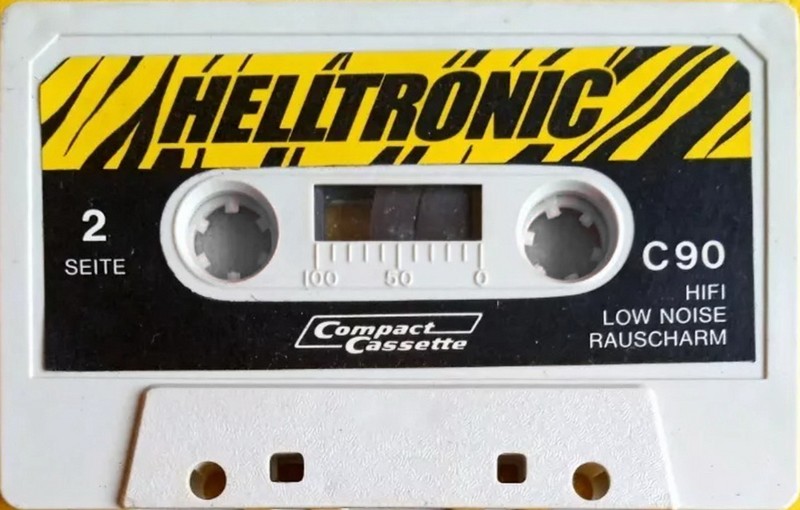 HELLTRONIC
2
SEITE
100 50 0
C90
HIFI
LOW NOISE
RAUSCHARM
Compact
Cassette